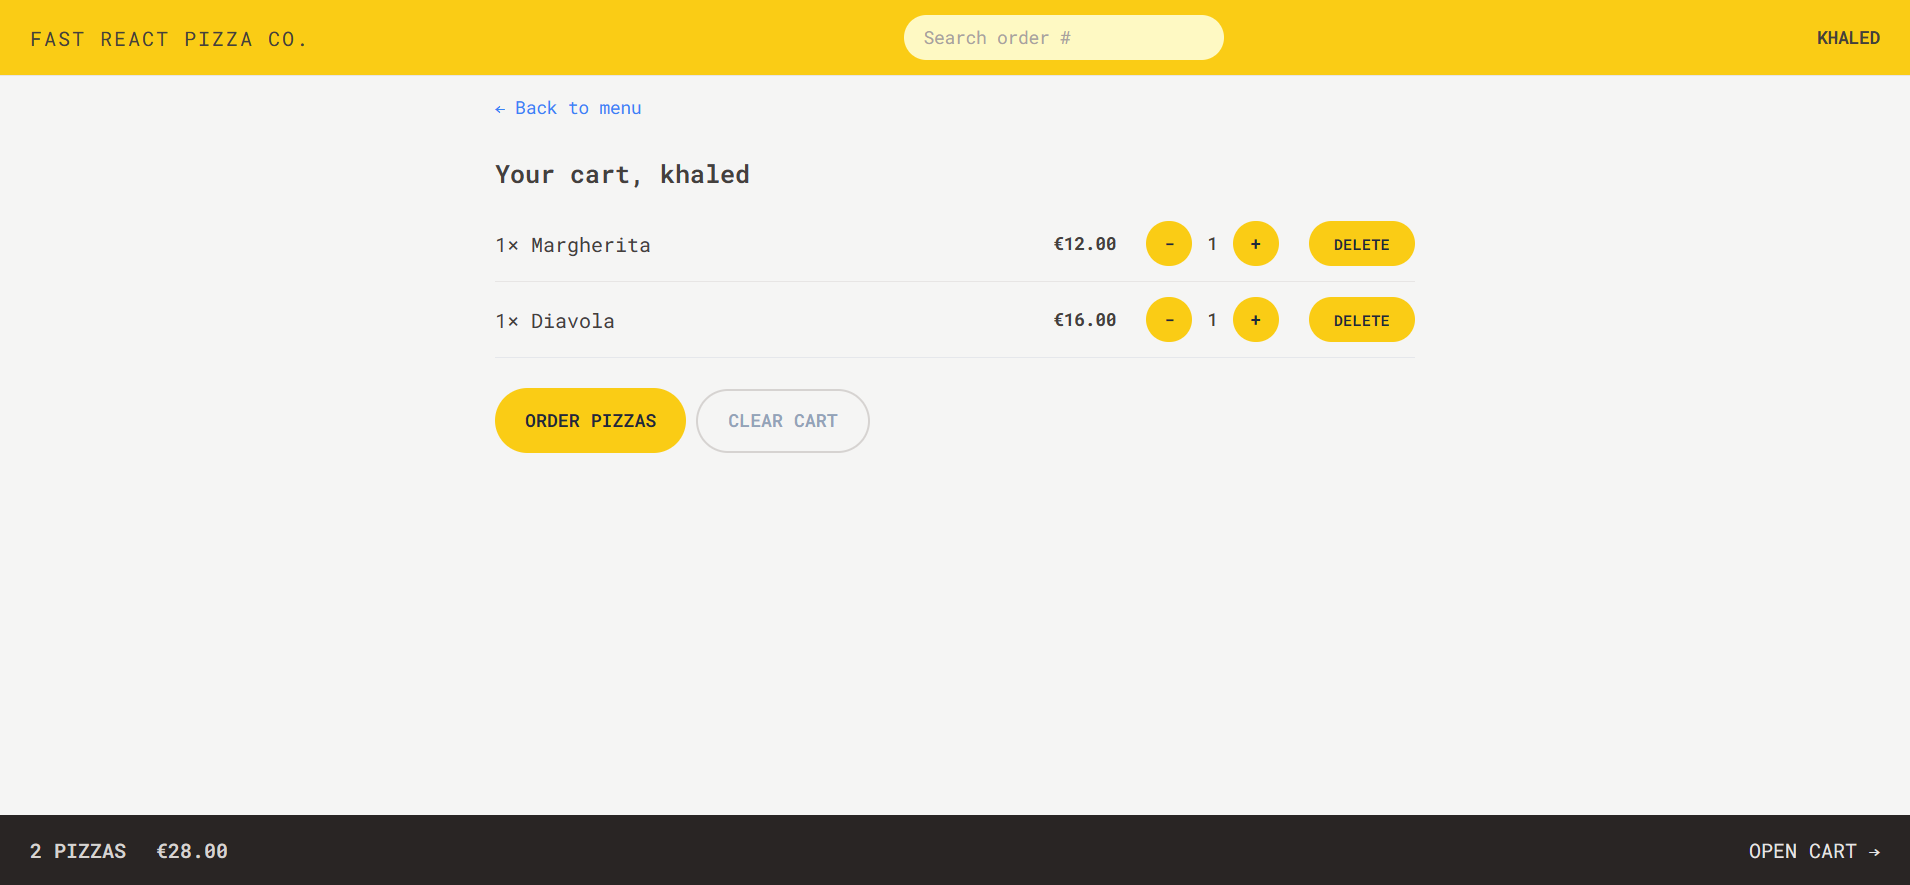 FAST REACT PIZZA CO. Search order # KHALED
← Back to menu
Your cart, khaled
1× Margherita €12.00 - 1 + DELETE
1× Diavola €16.00 - 1 + DELETE
ORDER PIZZAS CLEAR CART
2 PIZZAS €28.00 OPEN CART →